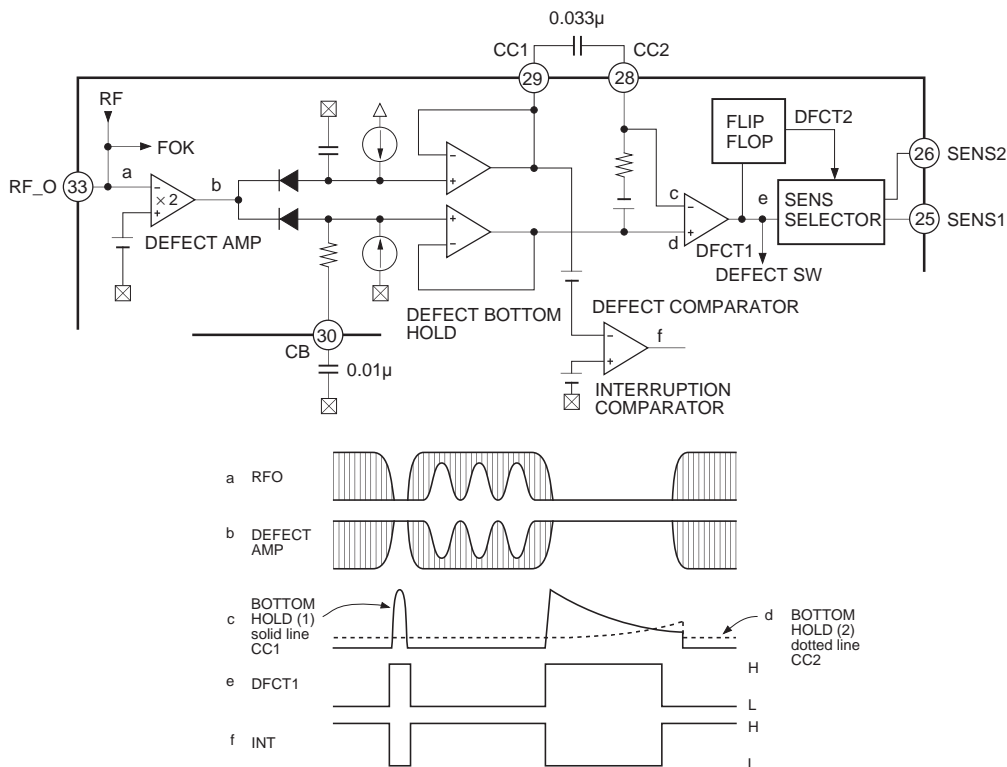 0.033µ
CC1
CC2
29
28
RF
FOK
RF_O
33
a
−
× 2
+
b
DEFECT AMP
−
+
+
−
DEFECT BOTTOM
HOLD
30
CB
0.01µ
c
−
d
+
DFCT1
e
DEFECT SW
FLIP
FLOP
DFCT2
SENS
SELECTOR
26
SENS2
25
SENS1
DEFECT COMPARATOR
−
+
f
INTERRUPTION
COMPARATOR
a RFO
b DEFECT
AMP
c BOTTOM
HOLD (1)
solid line
CC1
d BOTTOM
HOLD (2)
dotted line
CC2
e DFCT1
H
L
f INT
H
L